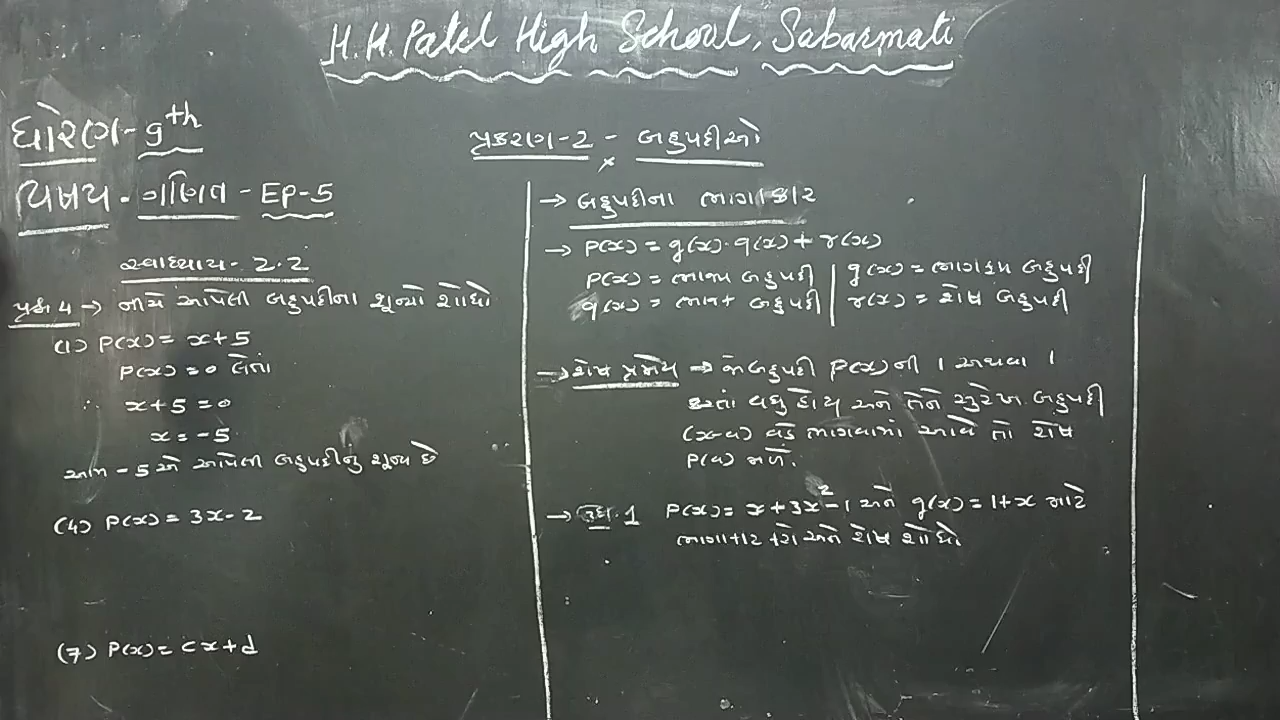 H.H. Patel High School, Sabarmati
ધોરણ - 9th
વિષય - ગણિત - EP-5
પ્રકરણ-2 - બહુપદીઓ
સ્વાધ્યાય - 2.2
પ્રશ્ન 4 → નીચે આપેલી બહુપદીના શૂન્યો શોધો
(1) P(x) = x+5
P(x) = 0 લેતાં
∴ x+5 = 0
x = -5
આમ -5 એ આપેલી બહુપદીનું શૂન્ય છે
(4) P(x) = 3x-2
(7) P(x) = cx+d
→ બહુપદીના ભાગાકાર
→ P(x) = g(x)·q(x) + r(x)
P(x) = ભાજ્ય બહુપદી | g(x) = ભાજક બહુપદી
q(x) = બહુપદી | r(x) = શેષ બહુપદી
→ શેષ પ્રમેય → જો બહુપદી P(x) ની 1 અથવા 1
કરતાં વધુ હોય અને તેને સુરેખ બહુપદી
(x-a) વડે ભાગવામાં આવે તો શેષ
P(a) મળે.
→ ઉદા. 1 P(x) = x+3x²-1 અને g(x) = 1+x માટે
અને શેષ શોધો